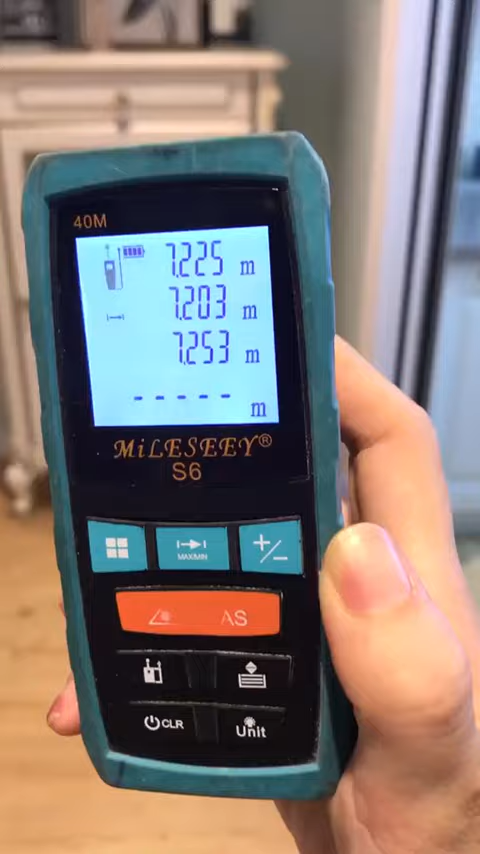 40M
7.225 m
7.203 m
7.253 m
----- m
MiLESEEY®
S6
MAX/MIN
+/-
AS
CLR
Unit